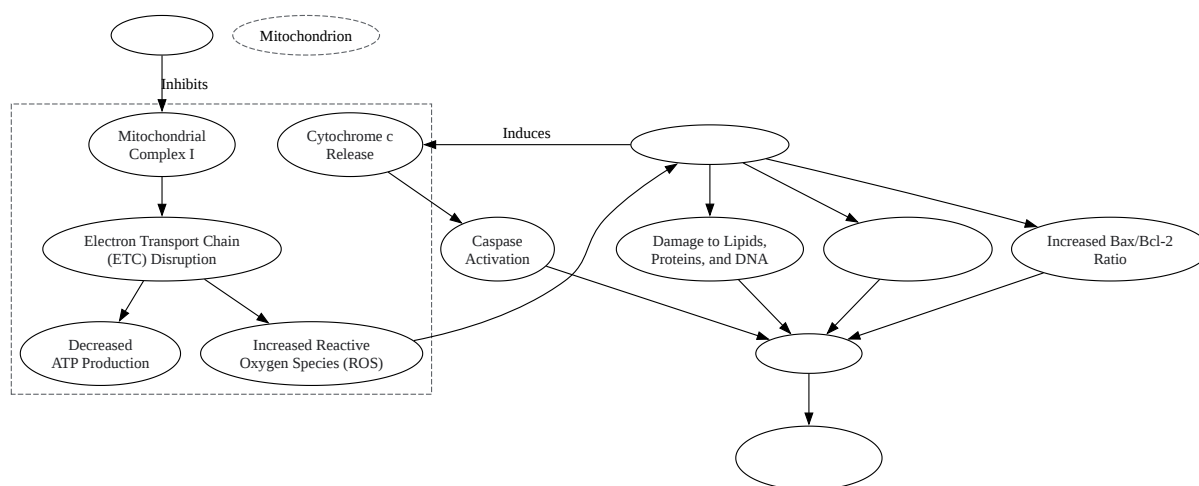 Mitochondrion
Inhibits
Mitochondrial
Complex I
Cytochrome c
Release
Induces
Electron Transport Chain
(ETC) Disruption
Caspase
Activation
Damage to Lipids,
Proteins, and DNA
Increased Bax/Bcl-2
Ratio
Decreased
ATP Production
Increased Reactive
Oxygen Species (ROS)